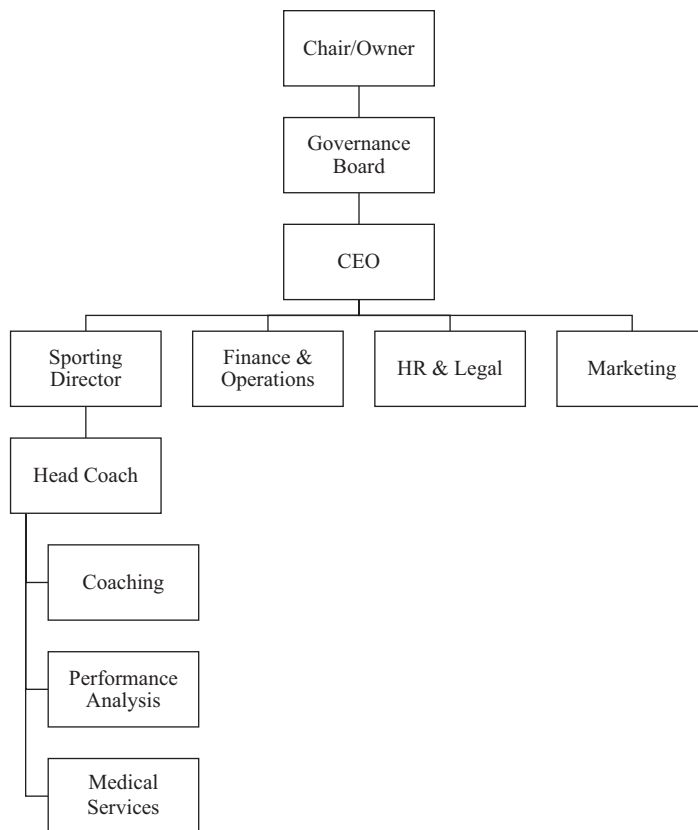 Chair/Owner
Governance
Board
CEO
Sporting
Director
Finance &
Operations
HR & Legal
Marketing
Head Coach
Coaching
Performance
Analysis
Medical
Services